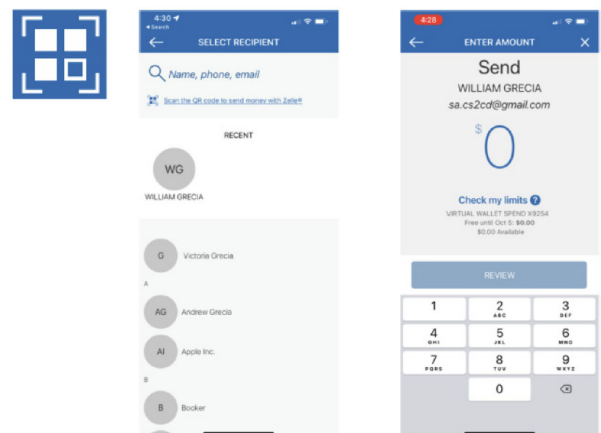 4:30
Search
SELECT RECIPIENT
Name, phone, email
Scan the QR code to send money with Zelle®
RECENT
WG
WILLIAM GRECIA
G
Victoria Grecia
A
AG
Andrew Grecia
AI
Apple Inc.
B
B
Booker
4:28
ENTER AMOUNT
X
Send
WILLIAM GRECIA
sa.cs2cd@gmail.com
$0
Check my limits ?
VIRTUAL WALLET SPEND X9254
Free until Oct 5: $0.00
$0.00 Available
REVIEW
1
2
ABC
3
DEF
4
GHI
5
JKL
6
MNO
7
PQRS
8
TUV
9
WXYZ
0